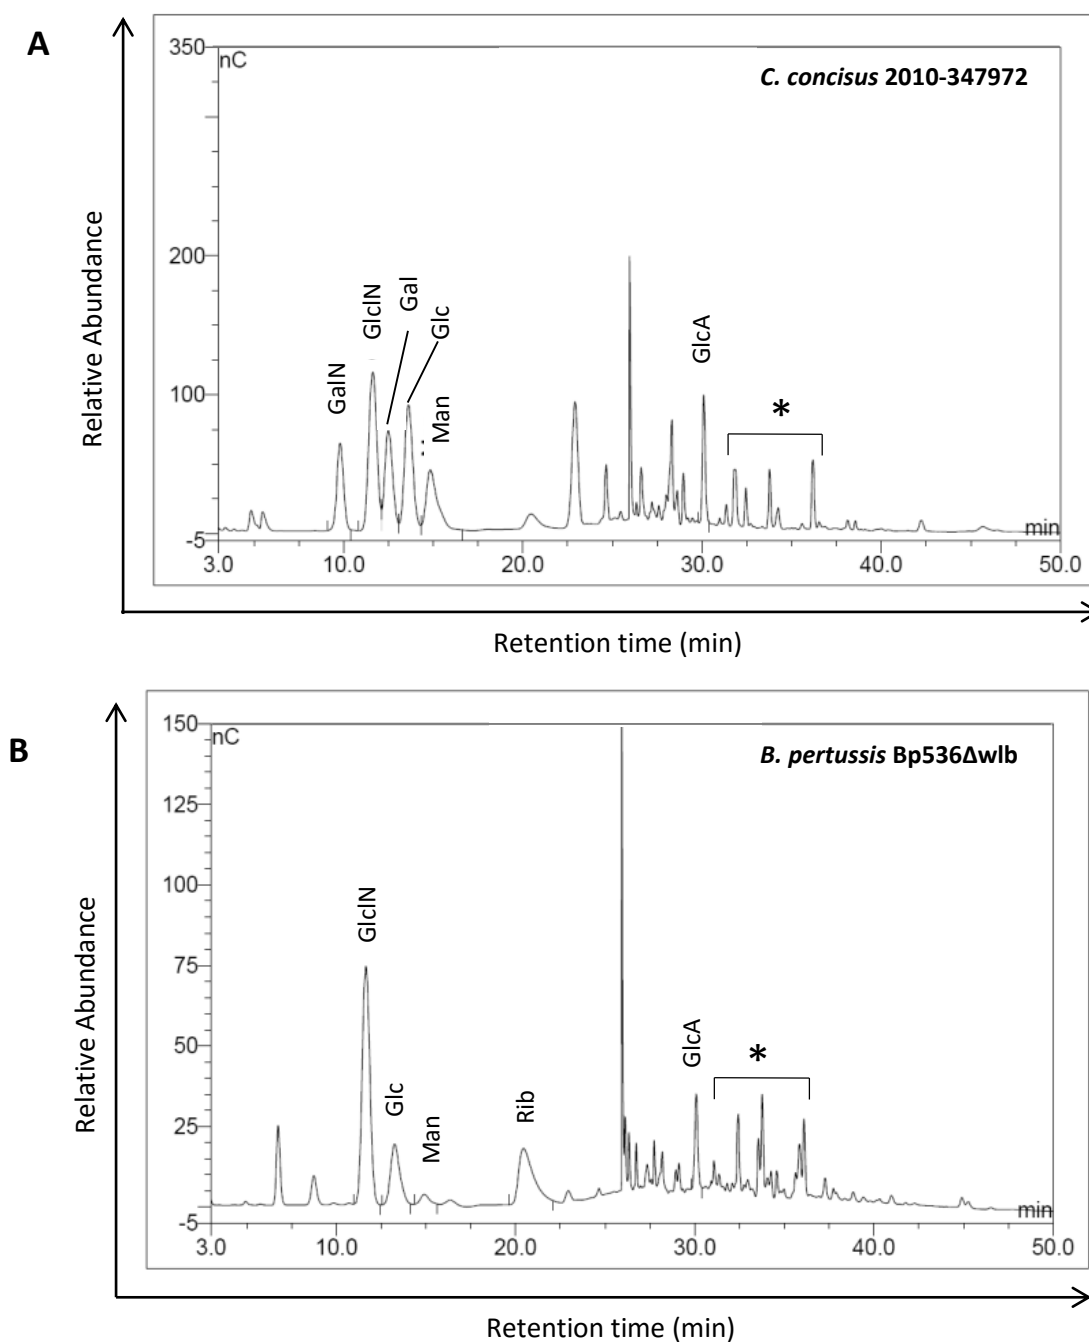 A
350
nC
C. concisus 2010-347972
200
100
-5
GalN
GlclN
Gal
Glc
Man
GlcA
*
min
3.0 10.0 20.0 30.0 40.0 50.0
Relative Abundance
Retention time (min)
B
150
nC
B. pertussis Bp536Δwlb
125
100
75
50
25
-5
GlclN
Glc
Man
Rib
GlcA
*
min
3.0 10.0 20.0 30.0 40.0 50.0
Relative Abundance
Retention time (min)